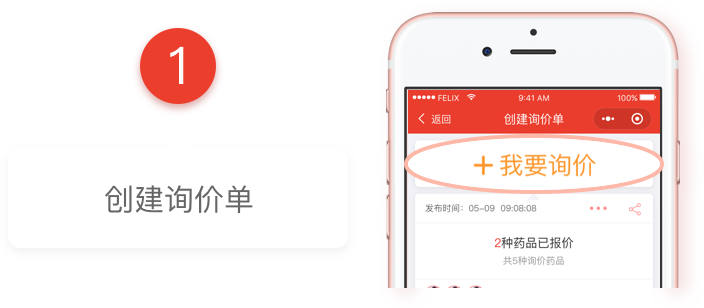 1
创建询价单
FELIX
9:41 AM
100%
返回
创建询价单
+ 我要询价
发布时间：05-09 09:08:08
2种药品已报价
共5种询价药品